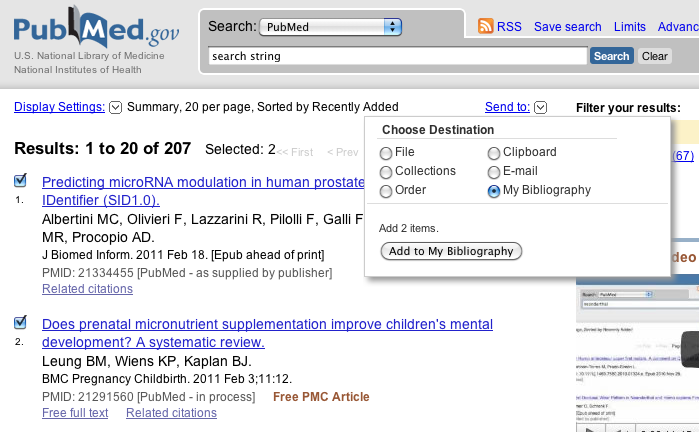 PubMed.gov
U.S. National Library of Medicine
National Institutes of Health
Search: PubMed
RSS Save search Limits Advanc
search string
Search Clear
Display Settings: Summary, 20 per page, Sorted by Recently Added
Send to:
Filter your results:
Results: 1 to 20 of 207 Selected: 2 << First < Prev
Choose Destination
File Clipboard
Collections E-mail
Order My Bibliography
Add 2 items.
Add to My Bibliography
(67)
deo
1. Predicting microRNA modulation in human prostate
IDentifier (SID1.0).
Albertini MC, Olivieri F, Lazzarini R, Pilolli F, Galli F
MR, Procopio AD.
J Biomed Inform. 2011 Feb 18. [Epub ahead of print]
PMID: 21334455 [PubMed - as supplied by publisher]
Related citations
2. Does prenatal micronutrient supplementation improve children's mental
development? A systematic review.
Leung BM, Wiens KP, Kaplan BJ.
BMC Pregnancy Childbirth. 2011 Feb 3;11:12.
PMID: 21291560 [PubMed - in process] Free PMC Article
Free full text Related citations